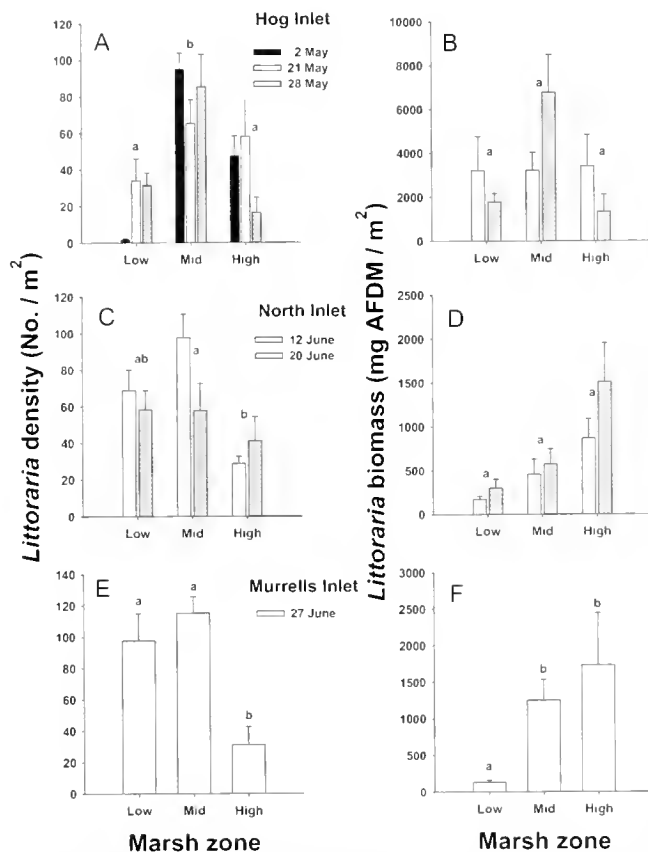 A
Hog Inlet
2 May
21 May
28 May
120
100
80
60
40
20
0
a
b
a
Low
Mid
High
B
10000
8000
6000
4000
2000
0
a
a
a
Low
Mid
High
C
North Inlet
12 June
20 June
120
100
80
60
40
20
0
ab
a
b
Low
Mid
High
D
2500
2000
1500
1000
500
0
a
a
a
Low
Mid
High
E
Murrells Inlet
27 June
140
120
100
80
60
40
20
0
a
a
b
Low
Mid
High
F
3000
2500
2000
1500
1000
500
0
a
b
b
Low
Mid
High
Littoraria density (No. / m²)
Littoraria biomass (mg AFDM / m²)
Marsh zone
Marsh zone